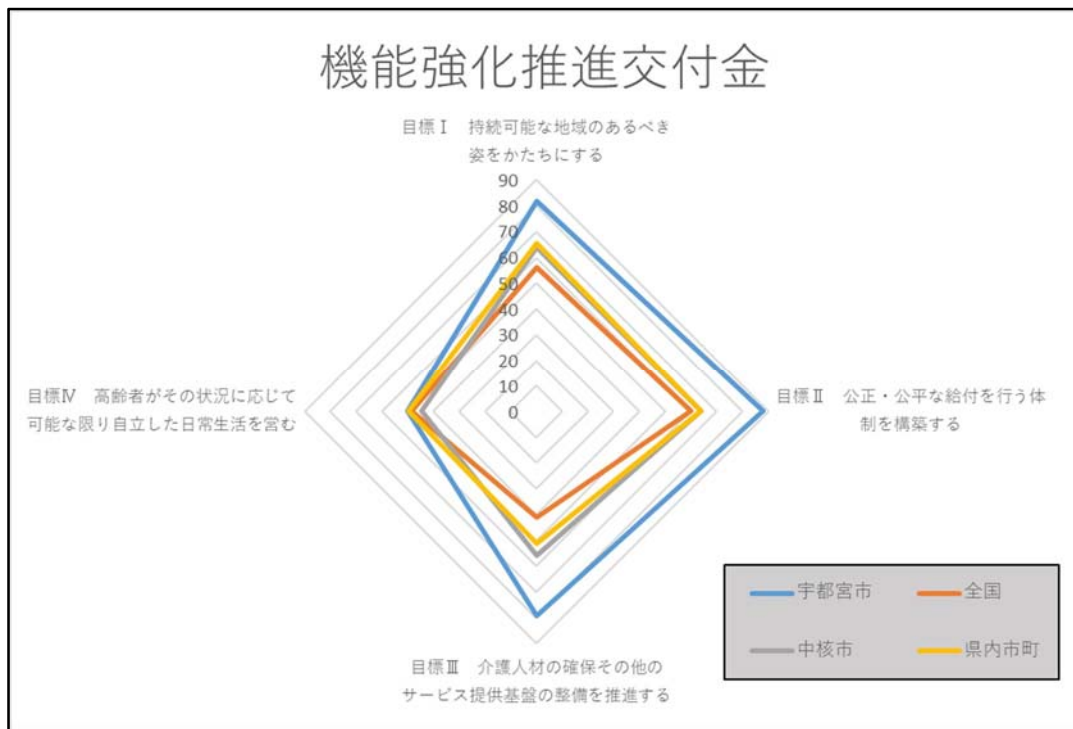 機能強化推進交付金
目標Ⅰ　持続可能な地域のあるべき
姿をかたちにする
90
80
70
60
50
40
30
20
10
0
目標Ⅳ　高齢者がその状況に応じて
可能な限り自立した日常生活を営む
目標Ⅱ　公正・公平な給付を行う体
制を構築する
目標Ⅲ　介護人材の確保その他の
サービス提供基盤の整備を推進する
宇都宮市
全国
中核市
県内市町